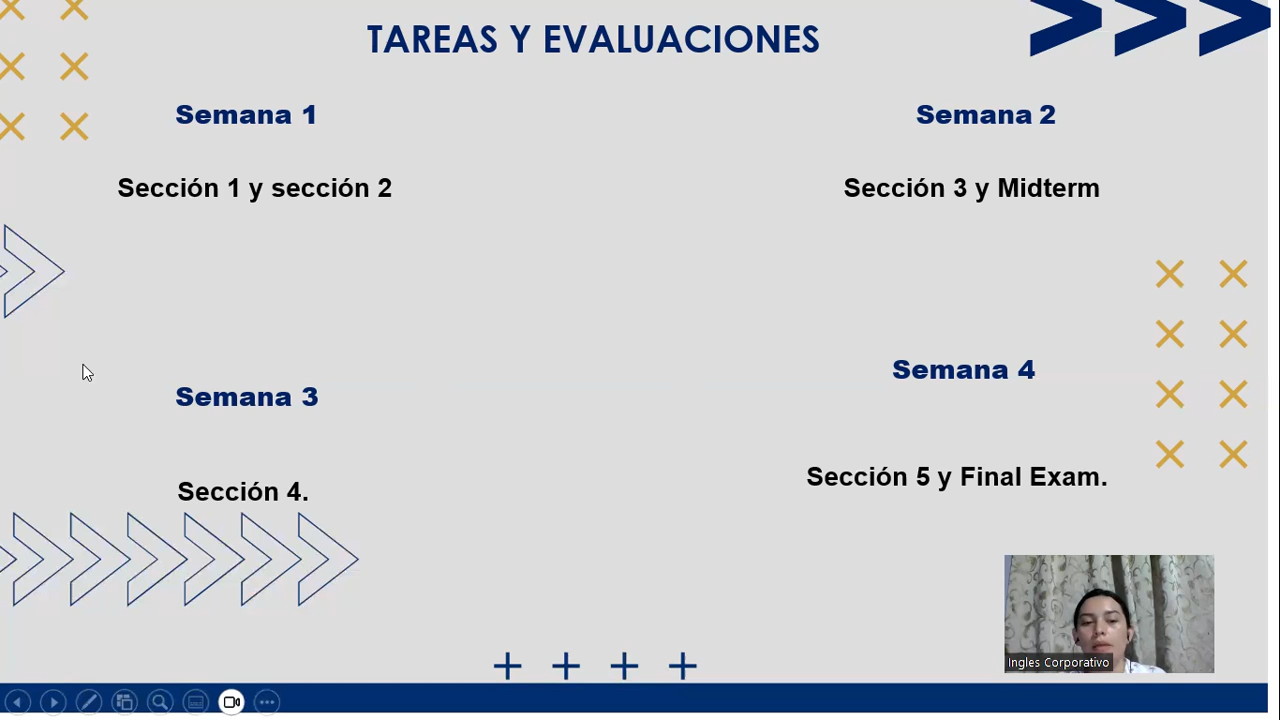 TAREAS Y EVALUACIONES
Semana 1
Sección 1 y sección 2
Semana 2
Sección 3 y Midterm
Semana 3
Sección 4.
Semana 4
Sección 5 y Final Exam.
Ingles Corporativo